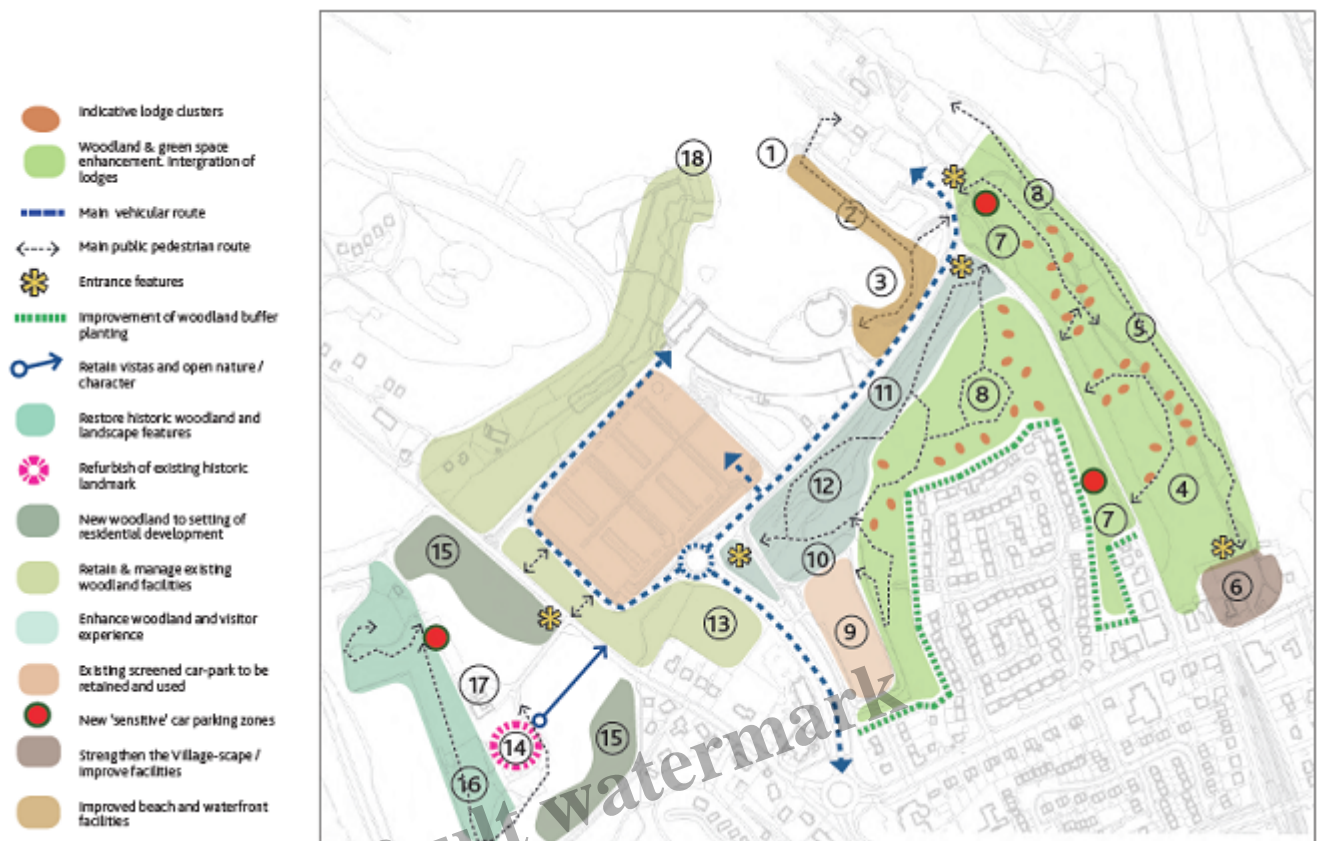 Indicative lodge clusters
Woodland & green space
enhancement. Intergration of
lodges
Main vehicular route
Main public pedestrian route
Entrance features
Improvement of woodland buffer
planting
Retain vistas and open nature /
character
Restore historic woodland and
landscape features
Refurbish of existing historic
landmark
New woodland to setting of
residential development
Retain & manage existing
woodland facilities
Enhance woodland and visitor
experience
Existing screened car-park to be
retained and used
New 'sensitive' car parking zones
Strengthen the Village-scape /
improve facilities
Improved beach and waterfront
facilities
18
1
8
2
7
3
5
11
8
12
4
7
15
10
6
13
9
17
14
15
16
ult watermark